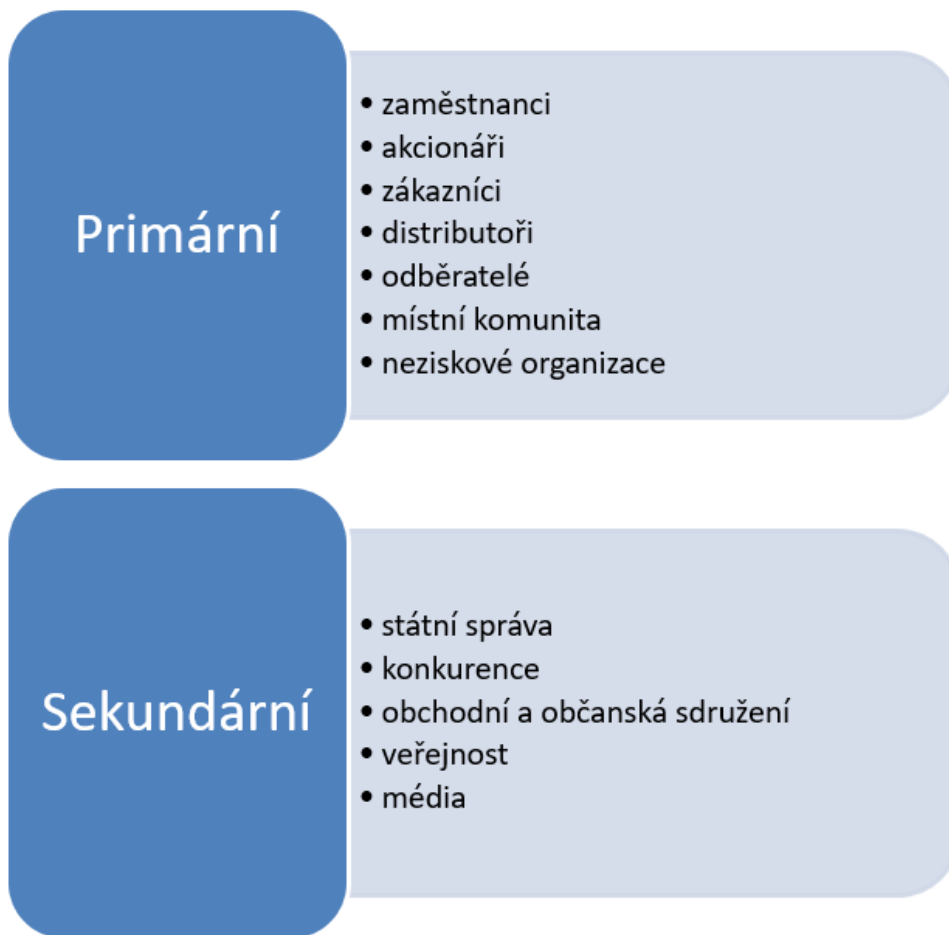 Primární
• zaměstnanci
• akcionáři
• zákazníci
• distributoři
• odběratelé
• místní komunita
• neziskové organizace
Sekundární
• státní správa
• konkurence
• obchodní a občanská sdružení
• veřejnost
• média